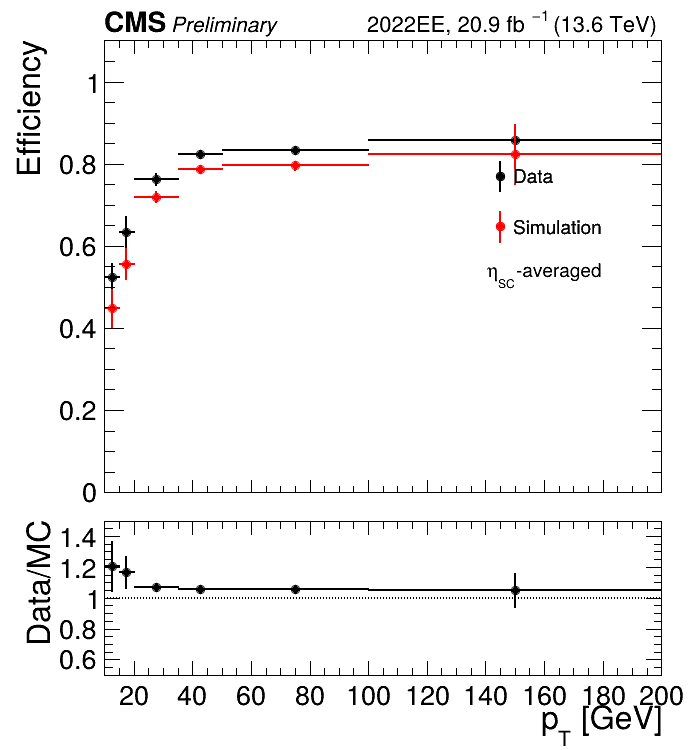 CMS Preliminary 2022EE, 20.9 fb⁻¹ (13.6 TeV)
Efficiency
1
0.8
0.6
0.4
0.2
0
Data
Simulation
ηSC-averaged
Data/MC
1.4
1.2
1
0.8
0.6
20 40 60 80 100 120 140 160 180 200
pT [GeV]